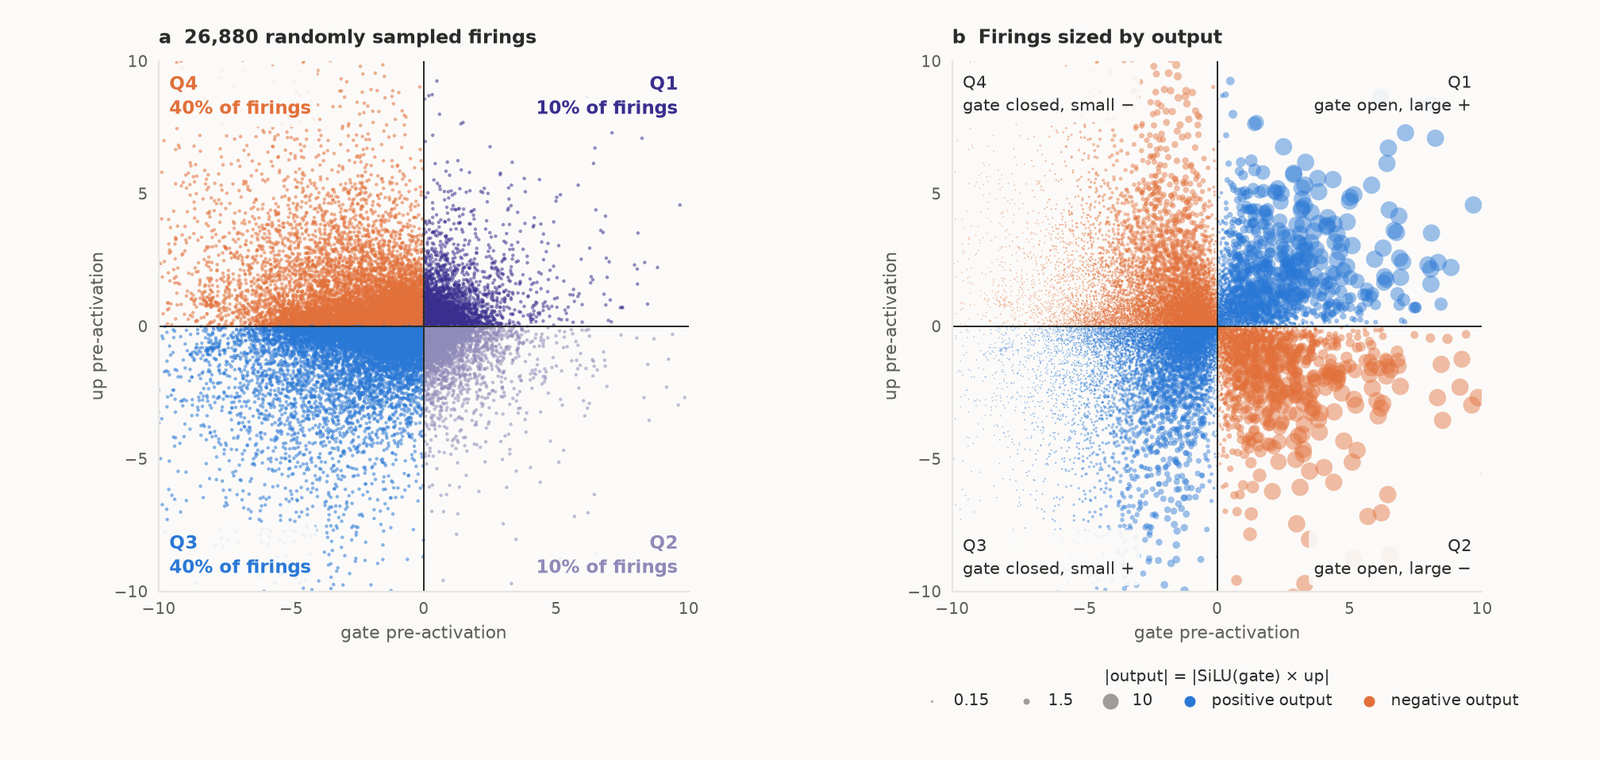 a 26,880 randomly sampled firings
10
5
0
−5
−10
up pre-activation
Q4
40% of firings
Q1
10% of firings
Q3
40% of firings
Q2
10% of firings
−10
−5
0
5
10
gate pre-activation
b Firings sized by output
10
5
0
−5
−10
up pre-activation
Q4
gate closed, small −
Q1
gate open, large +
Q3
gate closed, small +
Q2
gate open, large −
−10
−5
0
5
10
gate pre-activation
|output| = |SiLU(gate) × up|
0.15 1.5 10 positive output negative output